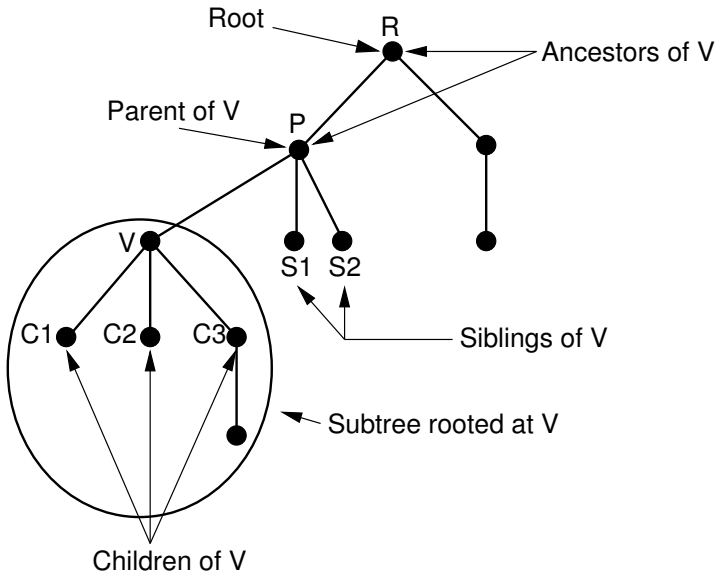 Root
R
Ancestors of V
Parent of V
P
V
S1
S2
C1
C2
C3
Siblings of V
Subtree rooted at V
Children of V